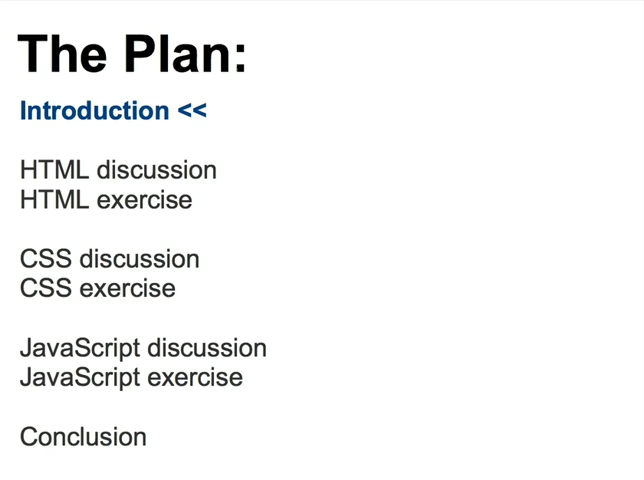 The Plan:
Introduction <<
HTML discussion
HTML exercise
CSS discussion
CSS exercise
JavaScript discussion
JavaScript exercise
Conclusion